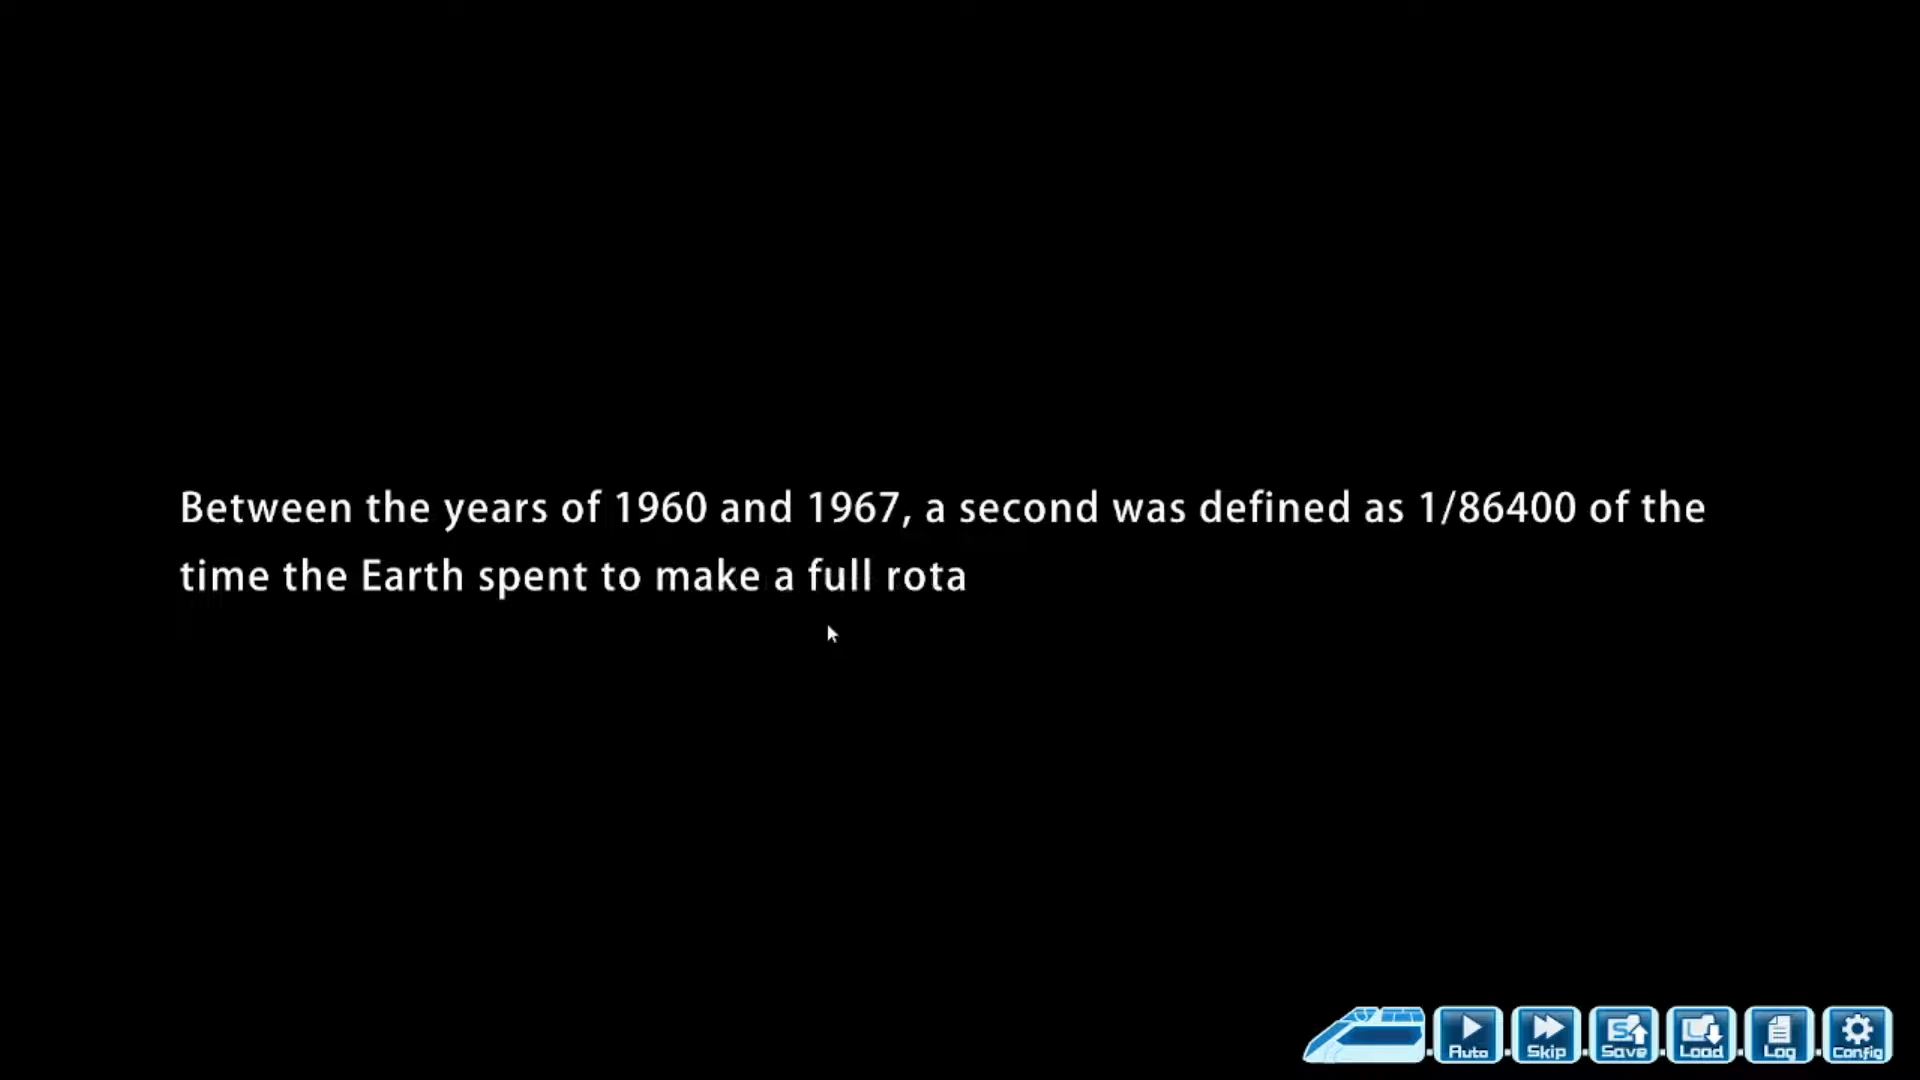 Between the years of 1960 and 1967, a second was defined as 1/86400 of the
time the Earth spent to make a full rota
Auto Skip Save Load Log Config